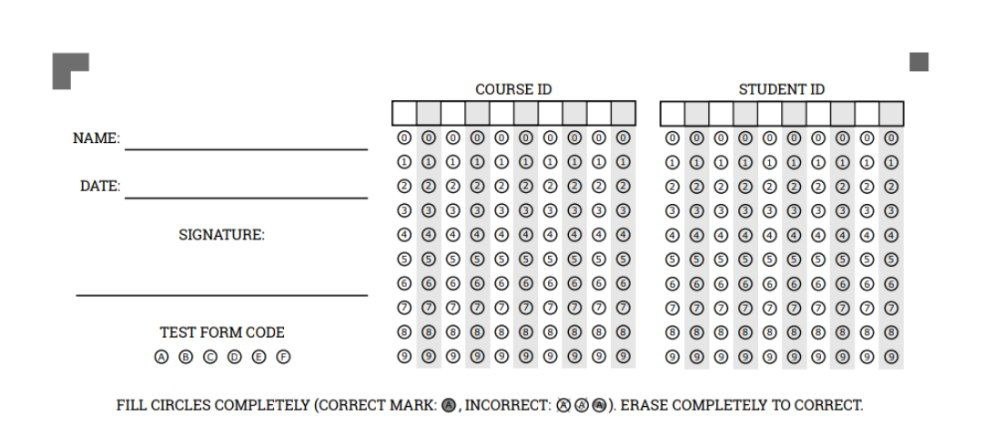 COURSE ID STUDENT ID
NAME:
DATE:
SIGNATURE:
TEST FORM CODE
A B C D E F
0 0 0 0 0 0 0 0 0 0 0 0 0 0 0 0 0 0 0 0
1 1 1 1 1 1 1 1 1 1 1 1 1 1 1 1 1 1 1 1
2 2 2 2 2 2 2 2 2 2 2 2 2 2 2 2 2 2 2 2
3 3 3 3 3 3 3 3 3 3 3 3 3 3 3 3 3 3 3 3
4 4 4 4 4 4 4 4 4 4 4 4 4 4 4 4 4 4 4 4
5 5 5 5 5 5 5 5 5 5 5 5 5 5 5 5 5 5 5 5
6 6 6 6 6 6 6 6 6 6 6 6 6 6 6 6 6 6 6 6
7 7 7 7 7 7 7 7 7 7 7 7 7 7 7 7 7 7 7 7
8 8 8 8 8 8 8 8 8 8 8 8 8 8 8 8 8 8 8 8
9 9 9 9 9 9 9 9 9 9 9 9 9 9 9 9 9 9 9 9
FILL CIRCLES COMPLETELY (CORRECT MARK: A, INCORRECT: A A A). ERASE COMPLETELY TO CORRECT.